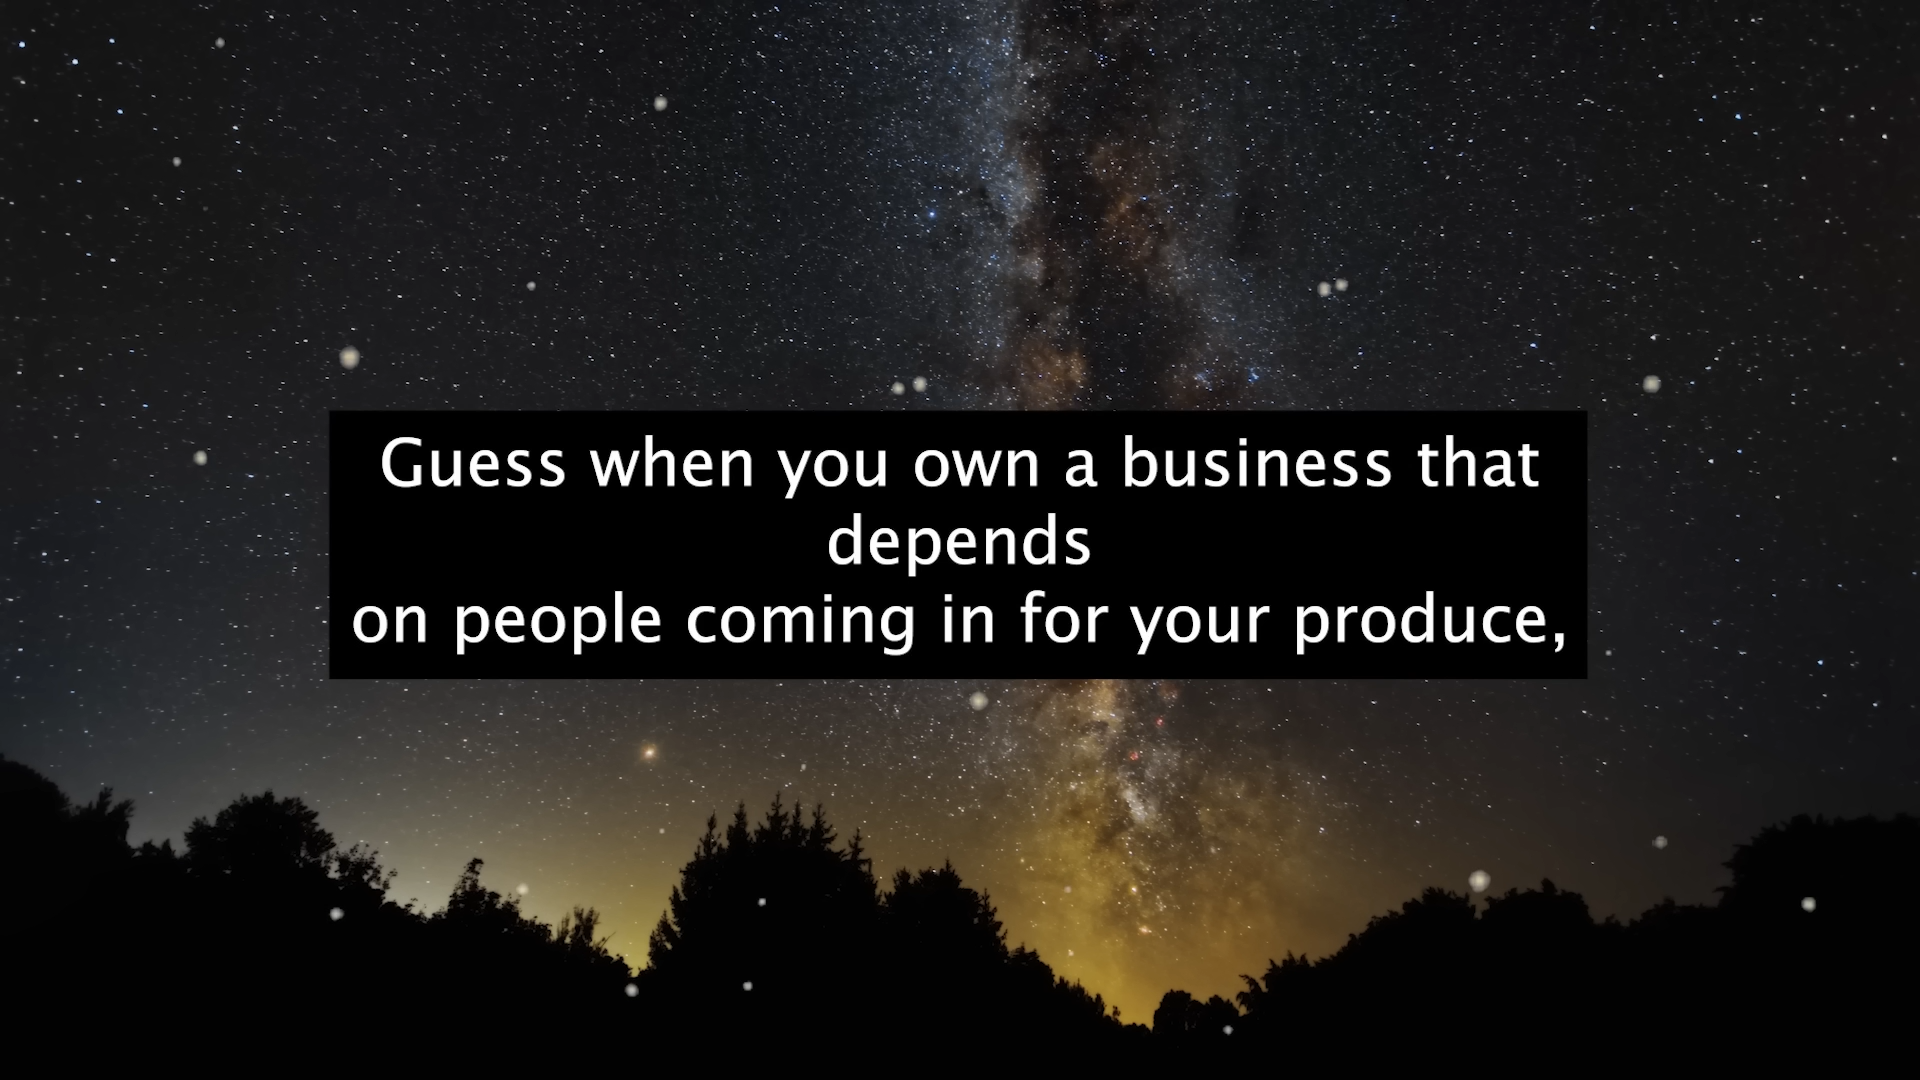 Guess when you own a business that
depends
on people coming in for your produce,